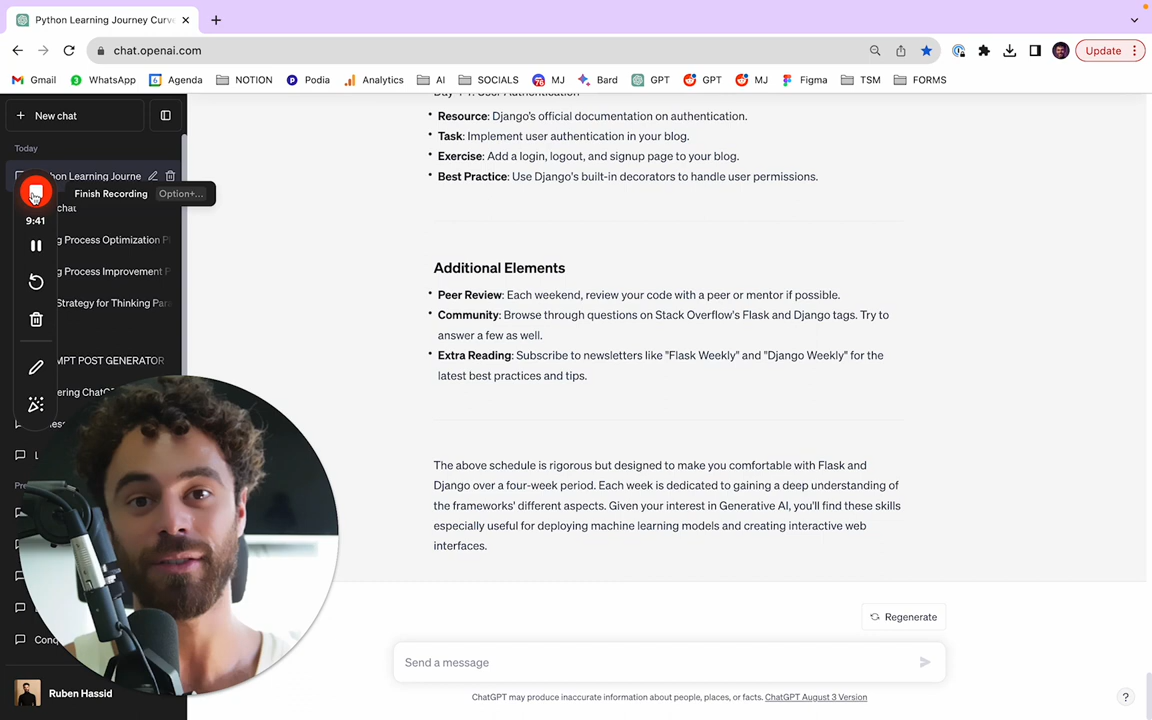 Python Learning Journey Curv
chat.openai.com
Update
Gmail
WhatsApp
6 Agenda
NOTION
Podia
Analytics
AI
SOCIALS
MJ
Bard
GPT
GPT
MJ
Figma
TSM
FORMS
New chat
Today
hon Learning Journe
Finish Recording Option+...
9:41
chat
g Process Optimization P
g Process Improvement P
Strategy for Thinking Para
MPT POST GENERATOR
ering ChatG
Ruben Hassid
• Resource: Django's official documentation on authentication.
• Task: Implement user authentication in your blog.
• Exercise: Add a login, logout, and signup page to your blog.
• Best Practice: Use Django's built-in decorators to handle user permissions.
Additional Elements
• Peer Review: Each weekend, review your code with a peer or mentor if possible.
• Community: Browse through questions on Stack Overflow's Flask and Django tags. Try to
answer a few as well.
• Extra Reading: Subscribe to newsletters like "Flask Weekly" and "Django Weekly" for the
latest best practices and tips.
The above schedule is rigorous but designed to make you comfortable with Flask and
Django over a four-week period. Each week is dedicated to gaining a deep understanding of
the frameworks' different aspects. Given your interest in Generative AI, you'll find these skills
especially useful for deploying machine learning models and creating interactive web
interfaces.
Regenerate
Send a message
ChatGPT may produce inaccurate information about people, places, or facts. ChatGPT August 3 Version
?